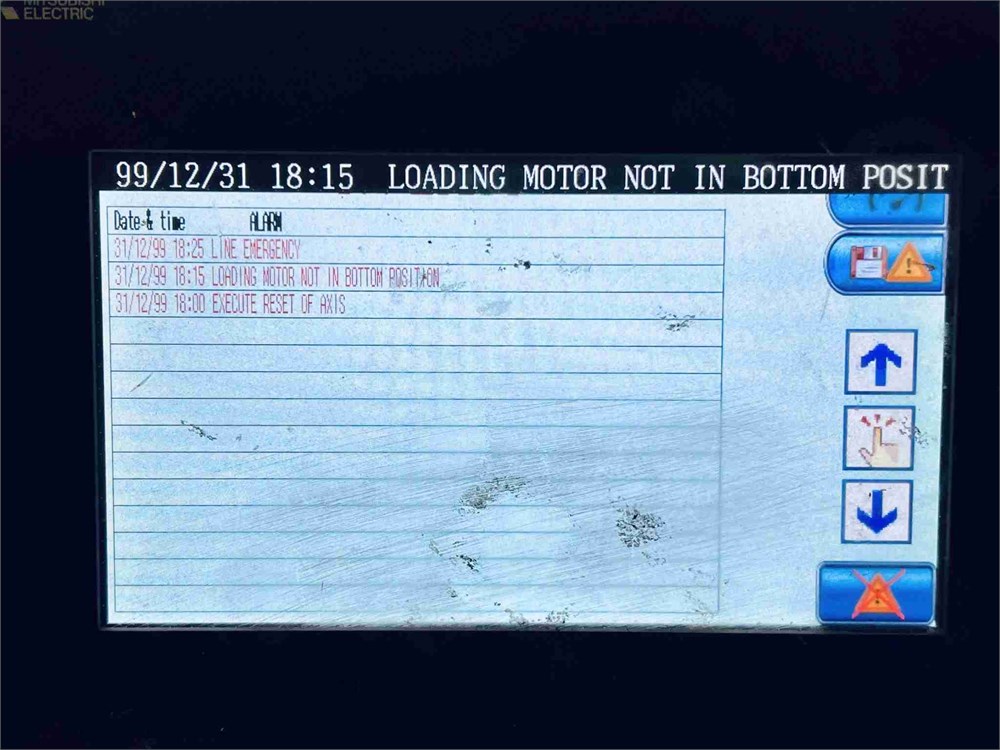 MITSUBISHI
ELECTRIC
99/12/31 18:15 LOADING MOTOR NOT IN BOTTOM POSIT
Date & time ALARM
31/12/99 18:25 LINE EMERGENCY
31/12/99 18:15 LOADING MOTOR NOT IN BOTTOM POSITION
31/12/99 18:00 EXECUTE RESET OF AXIS